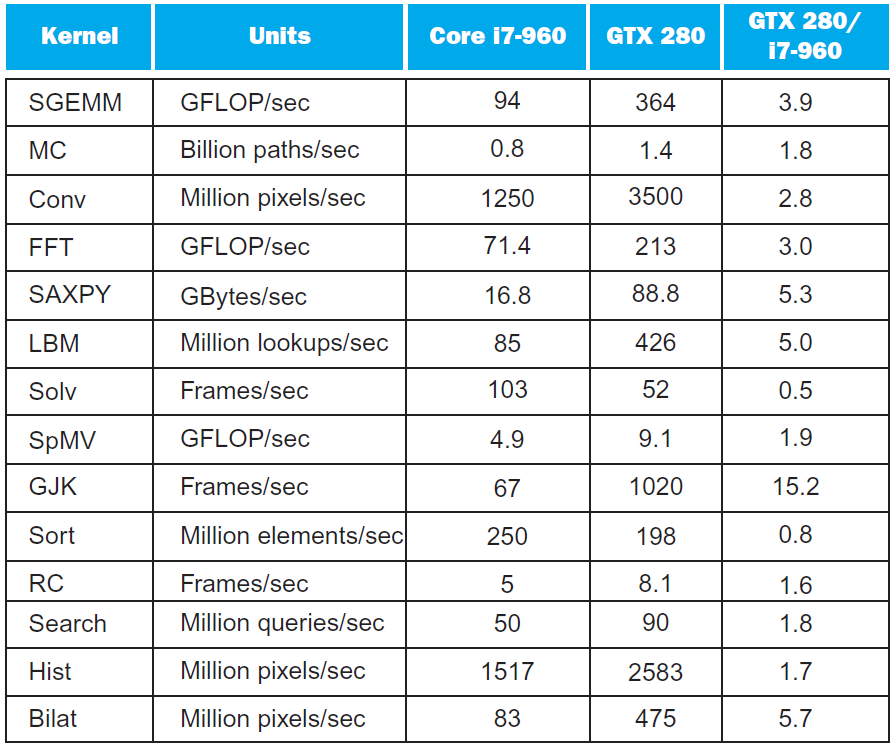 Kernel Units Core i7-960 GTX 280 GTX 280/
i7-960
SGEMM GFLOP/sec 94 364 3.9
MC Billion paths/sec 0.8 1.4 1.8
Conv Million pixels/sec 1250 3500 2.8
FFT GFLOP/sec 71.4 213 3.0
SAXPY GBytes/sec 16.8 88.8 5.3
LBM Million lookups/sec 85 426 5.0
Solv Frames/sec 103 52 0.5
SpMV GFLOP/sec 4.9 9.1 1.9
GJK Frames/sec 67 1020 15.2
Sort Million elements/sec 250 198 0.8
RC Frames/sec 5 8.1 1.6
Search Million queries/sec 50 90 1.8
Hist Million pixels/sec 1517 2583 1.7
Bilat Million pixels/sec 83 475 5.7